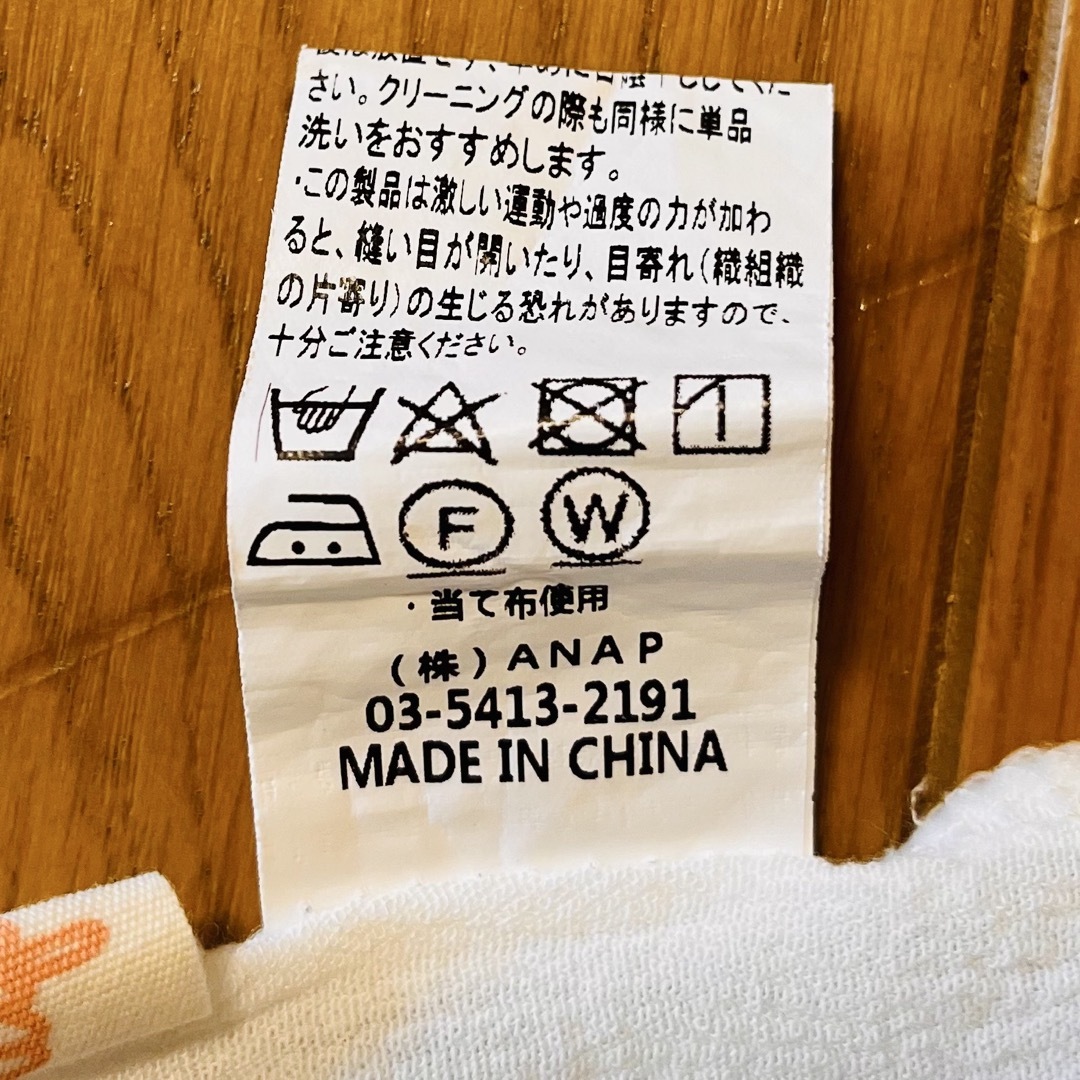 さい。クリーニングの際も同様に単品
洗いをおすすめします。
・この製品は激しい運動や過度の力が加わ
ると、縫い目が開いたり、目寄れ(織組織
の片寄り)の生じる恐れがありますので、
十分ご注意ください。
F W
・当て布使用
(株)ANAP
03-5413-2191
MADE IN CHINA